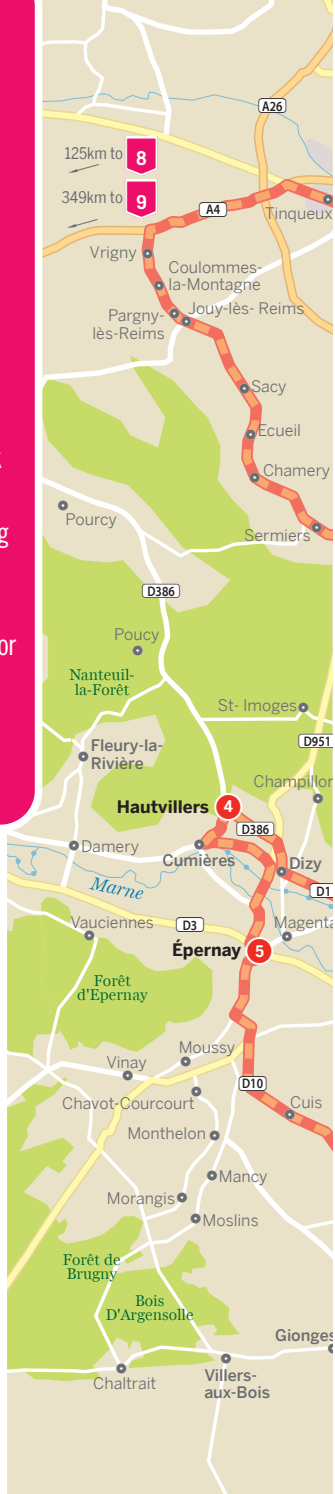 A26
125km to 8
349km to 9
A4
Tinqueux
Vrigny
Coulommes-
la-Montagne
Pargny-
lès-Reims
Jouy-lès- Reims
Sacy
Ecueil
Chamery
Pourcy
Sermiers
g
D386
or
Poucy
Nanteuil-
la-Forêt
St- Imoges
D951
Fleury-la-
Rivière
Champillon
Hautvillers 4
D386
Damery
Cumières
Dizy
Marne
D1
Vauciennes
D3
Magenta
Épernay 5
Forêt
d'Epernay
Moussy
Vinay
D10
Chavot-Courcourt
Cuis
Monthelon
Mancy
Morangis
Moslins
Forêt de
Brugny
Bois
D'Argensolle
Gionges
Chaltrait
Villers-
aux-Bois